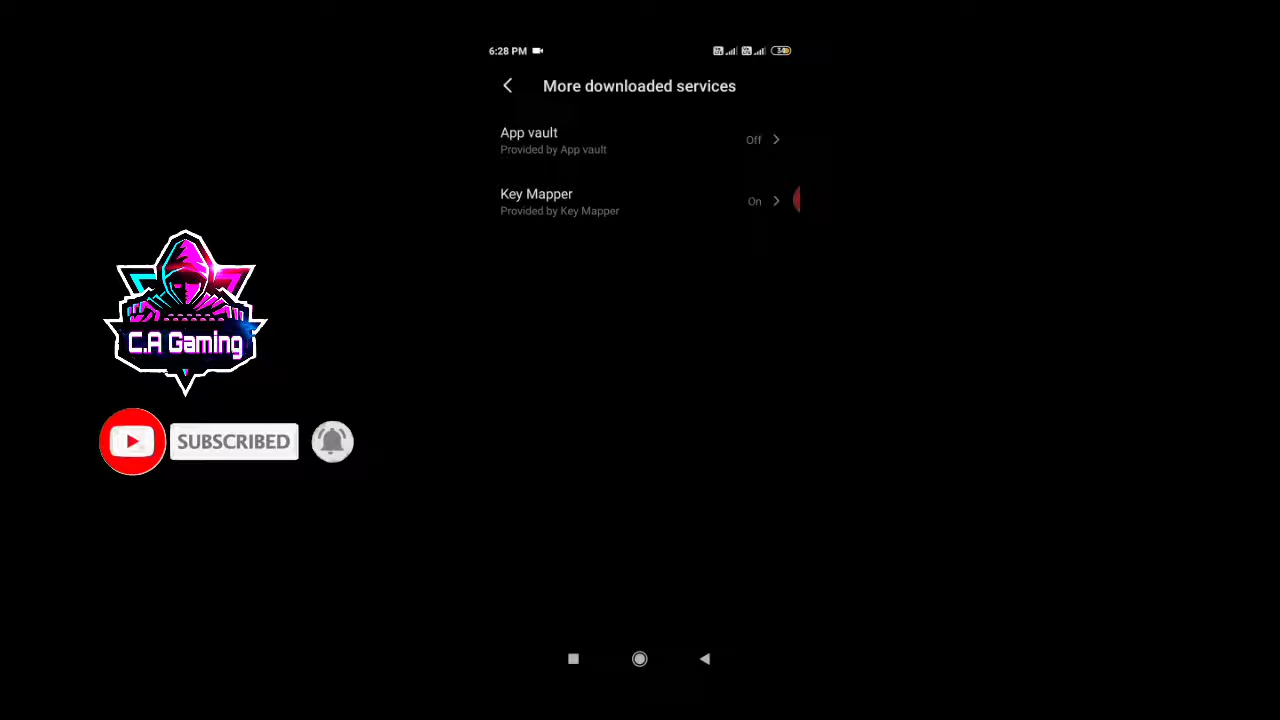 6:28 PM
34
More downloaded services
App vault
Provided by App vault
Off
Key Mapper
Provided by Key Mapper
On
C.A Gaming
SUBSCRIBED